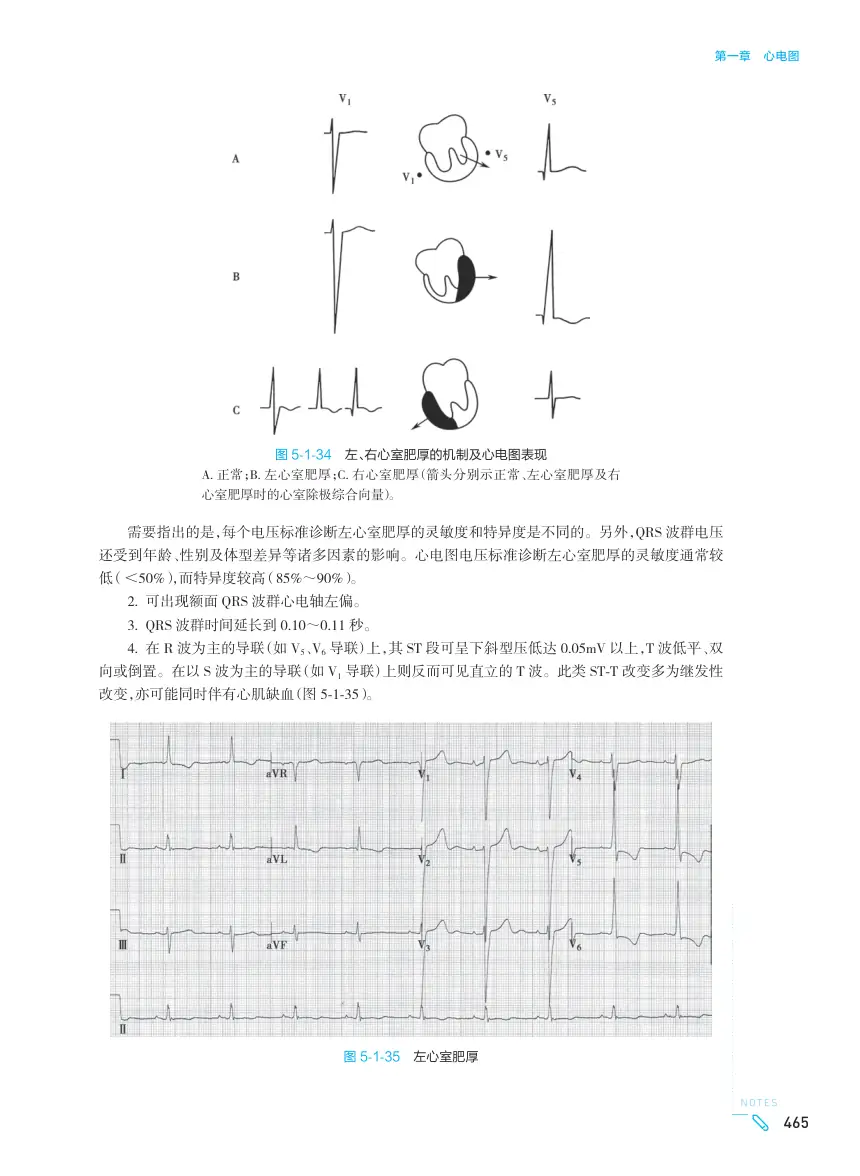 第一章 心电图
V1 V5
A
V1 V5
B
C
图 5-1-34 左、右心室肥厚的机制及心电图表现
A. 正常;B. 左心室肥厚;C. 右心室肥厚(箭头分别示正常、左心室肥厚及右
心室肥厚时的心室除极综合向量)。
需要指出的是,每个电压标准诊断左心室肥厚的灵敏度和特异度是不同的。另外,QRS 波群电压
还受到年龄、性别及体型差异等诸多因素的影响。心电图电压标准诊断左心室肥厚的灵敏度通常较
低(<50%),而特异度较高(85%~90%)。
2. 可出现额面 QRS 波群心电轴左偏。
3. QRS 波群时间延长到 0.10~0.11 秒。
4. 在 R 波为主的导联(如 V5、V6 导联)上,其 ST 段可呈下斜型压低达 0.05mV 以上,T 波低平、双
向或倒置。在以 S 波为主的导联(如 V1 导联)上则反而可见直立的 T 波。此类 ST-T 改变多为继发性
改变,亦可能同时伴有心肌缺血(图 5-1-35)。
I aVR V1 V4
II aVL V2 V5
III aVF V3 V6
II
图 5-1-35 左心室肥厚
NOTES
465